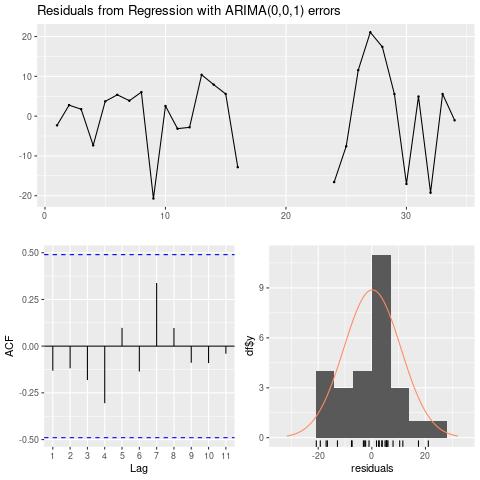 Residuals from Regression with ARIMA(0,0,1) errors
20
10
0
-10
-20
0 10 20 30
0.50
0.25
0.00
-0.25
-0.50
ACF
1 2 3 4 5 6 7 8 9 10 11
Lag
9
6
3
0
df$y
-20 0 20
residuals